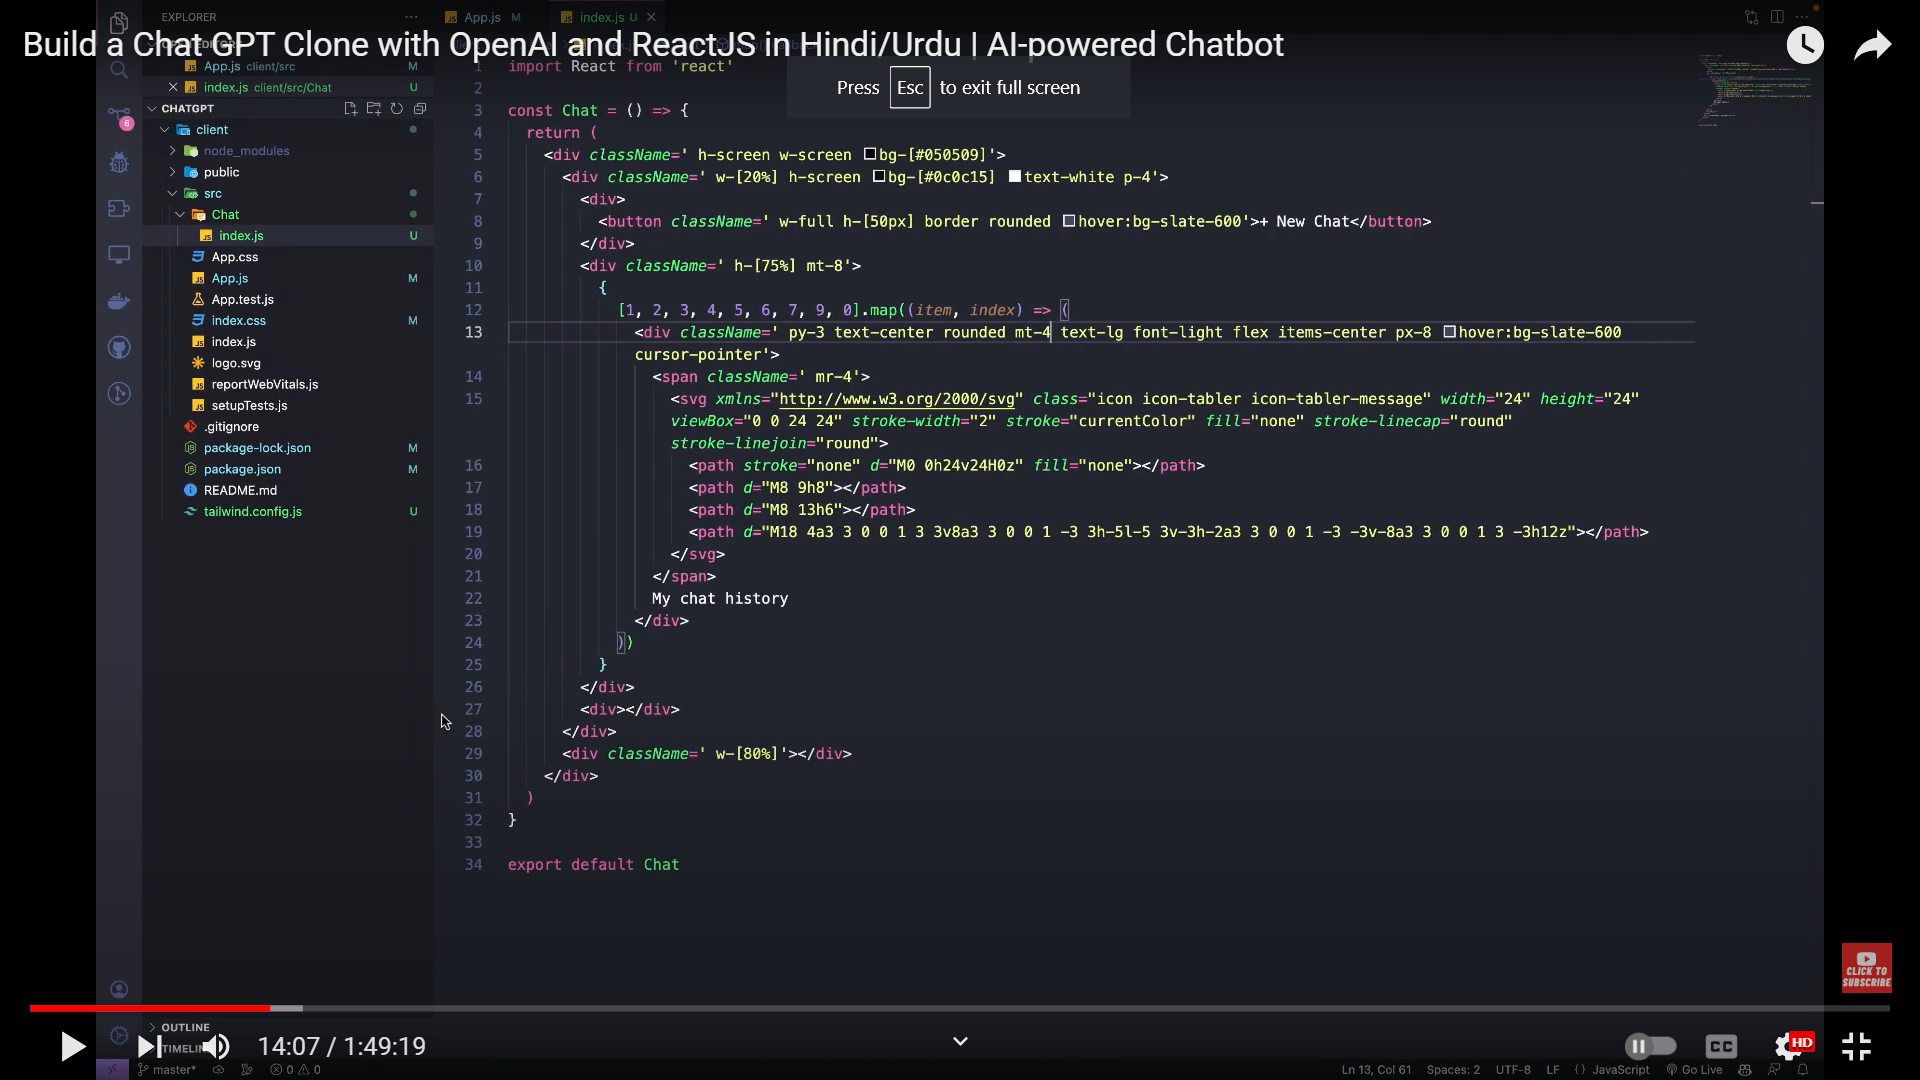 EXPLORER
App.js M
index.js U
Build a Chat GPT Clone with OpenAI and ReactJS in Hindi/Urdu | AI-powered Chatbot
Press Esc to exit full screen
App.js client/src M
index.js client/src/Chat U
CHATGPT
client
node_modules
public
src
Chat
index.js U
App.css
App.js M
App.test.js
index.css M
index.js
logo.svg
reportWebVitals.js
setupTests.js
.gitignore
package-lock.json M
package.json M
README.md
tailwind.config.js U
6
1 import React from 'react'
2
3 const Chat = () => {
4 return (
5 <div className=' h-screen w-screen bg-[#050509]'>
6 <div className=' w-[20%] h-screen bg-[#0c0c15] text-white p-4'>
7 <div>
8 <button className=' w-full h-[50px] border rounded hover:bg-slate-600'>+ New Chat</button>
9 </div>
10 <div className=' h-[75%] mt-8'>
11 {
12 [1, 2, 3, 4, 5, 6, 7, 9, 0].map((item, index) => (
13 <div className=' py-3 text-center rounded mt-4 text-lg font-light flex items-center px-8 hover:bg-slate-600
cursor-pointer'>
14 <span className=' mr-4'>
15 <svg xmlns="http://www.w3.org/2000/svg" class="icon icon-tabler icon-tabler-message" width="24" height="24"
viewBox="0 0 24 24" stroke-width="2" stroke="currentColor" fill="none" stroke-linecap="round"
stroke-linejoin="round">
16 <path stroke="none" d="M0 0h24v24H0z" fill="none"></path>
17 <path d="M8 9h8"></path>
18 <path d="M8 13h6"></path>
19 <path d="M18 4a3 3 0 0 1 3 3v8a3 3 0 0 1 -3 3h-5l-5 3v-3h-2a3 3 0 0 1 -3 -3v-8a3 3 0 0 1 3 -3h12z"></path>
20 </svg>
21 </span>
22 My chat history
23 </div>
24 ))
25 }
26 </div>
27 <div></div>
28 </div>
29 <div className=' w-[80%]'></div>
30 </div>
31 )
32 }
33
34 export default Chat
CLICK TO
SUBSCRIBE
OUTLINE
14:07 / 1:49:19
CC
HD
master*
0 0
Ln 13, Col 61
Spaces: 2
UTF-8
LF
{} JavaScript
Go Live